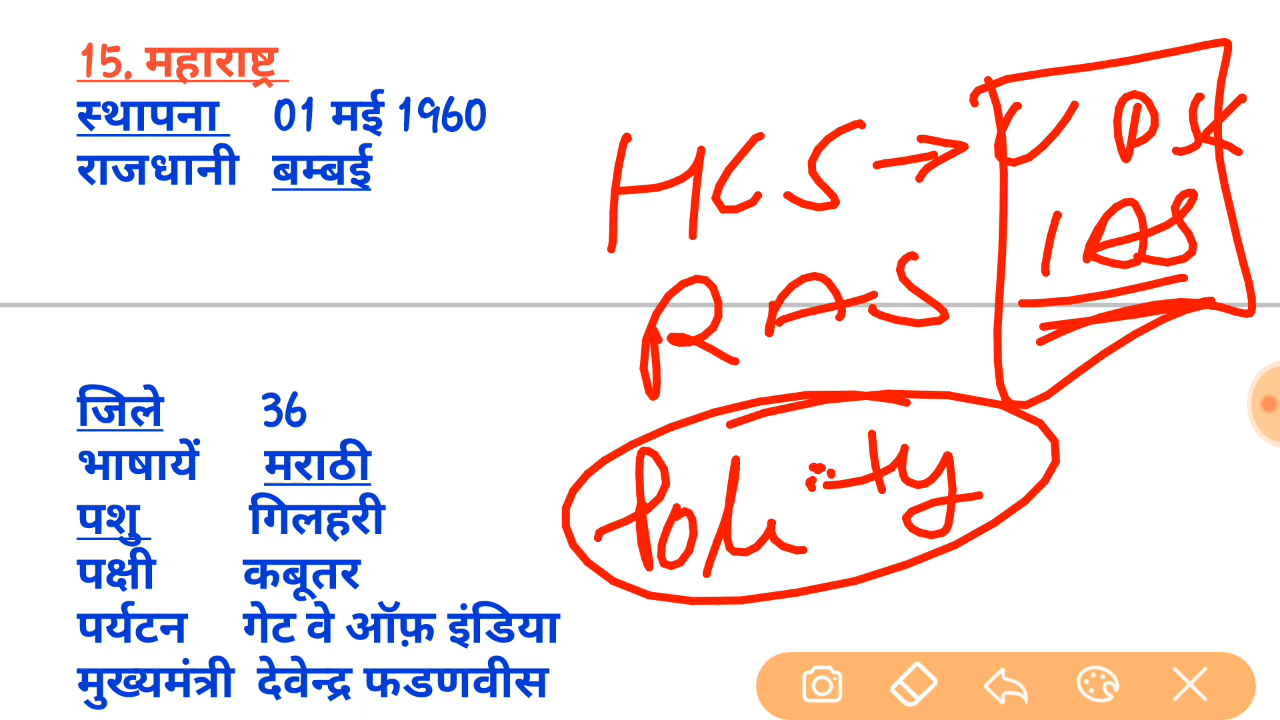 15. महाराष्ट्र
स्थापना 01 मई 1960
राजधानी बम्बई
HCS → UPSC
IAS
RAS
जिले 36
भाषायें मराठी
Polity
पशु गिलहरी
पक्षी कबूतर
पर्यटन गेट वे ऑफ़ इंडिया
मुख्यमंत्री देवेन्द्र फडणवीस